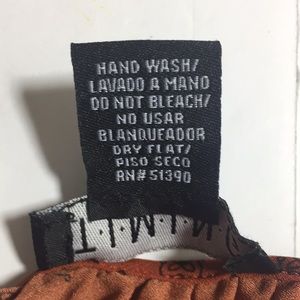 HAND WASH/
LAVADO A MANO
DO NOT BLEACH/
NO USAR
BLANQUEADOR
DRY FLAT/
PISO SECO
RN# 51390